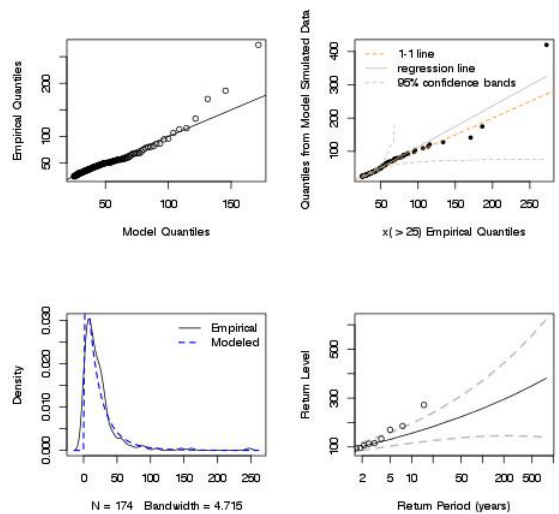 Empirical Quantiles
50 100 200
50 100 150
Model Quantiles
Quantiles from Model Simulated Data
100 200 300 400
1-1 line
regression line
95% confidence bands
50 100 150 200 250
x( > 25) Empirical Quantiles
Density
0.000 0.010 0.020 0.030
Empirical
Modeled
0 50 100 150 200 250
N = 174 Bandwidth = 4.715
Return Level
100 300 500
2 5 10 50 200 500
Return Period (years)